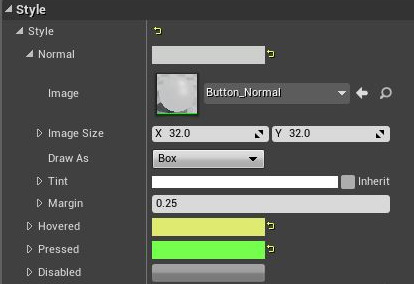 Style
Style
Normal
Image
Button_Normal
Image Size
X 32.0
Y 32.0
Draw As
Box
Tint
Inherit
Margin
0.25
Hovered
Pressed
Disabled